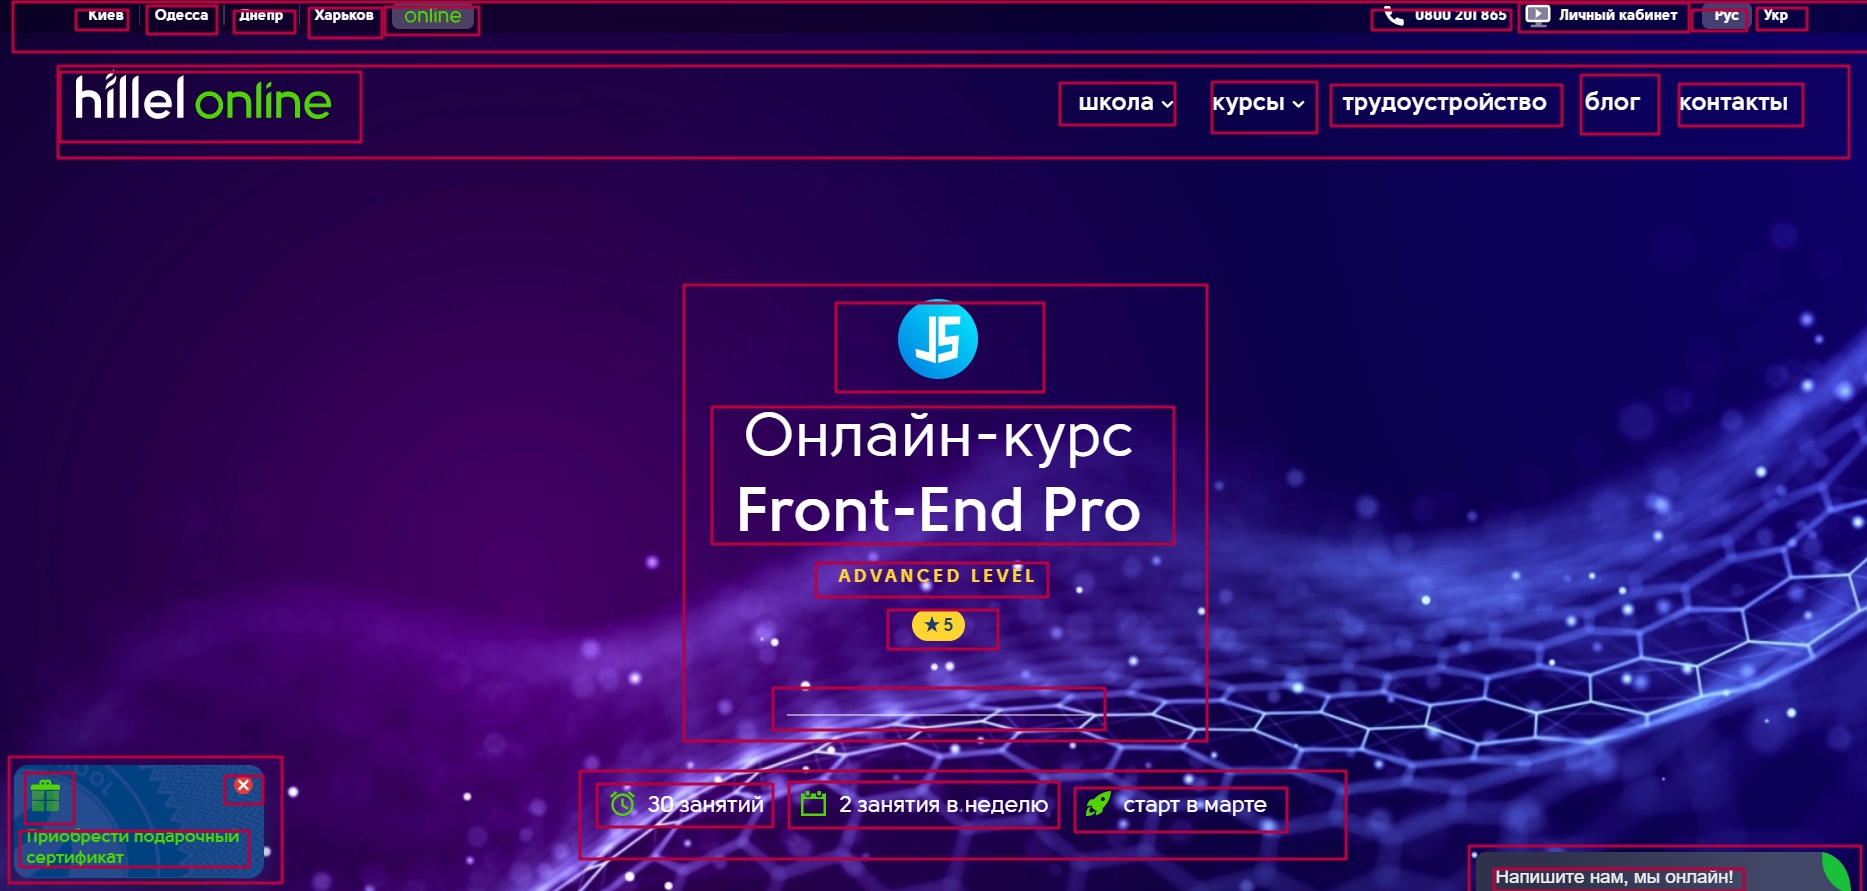 Киев Одесса Днепр Харьков online 0800 201 865 Личный кабинет Рус Укр
hillel online школа курсы трудоустройство блог контакты
JS
Онлайн-курс
Front-End Pro
ADVANCED LEVEL
★ 5
30 занятий 2 занятия в неделю старт в марте
Приобрести подарочный
сертификат
Напишите нам, мы онлайн!